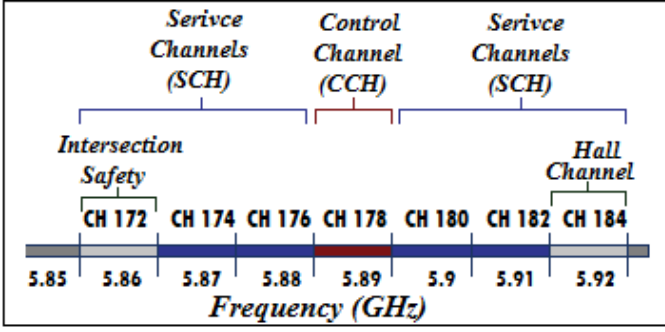 Serivce Channels (SCH)
Control Channel (CCH)
Serivce Channels (SCH)
Intersection Safety
Hall Channel
CH 172 CH 174 CH 176 CH 178 CH 180 CH 182 CH 184
5.85 5.86 5.87 5.88 5.89 5.9 5.91 5.92
Frequency (GHz)